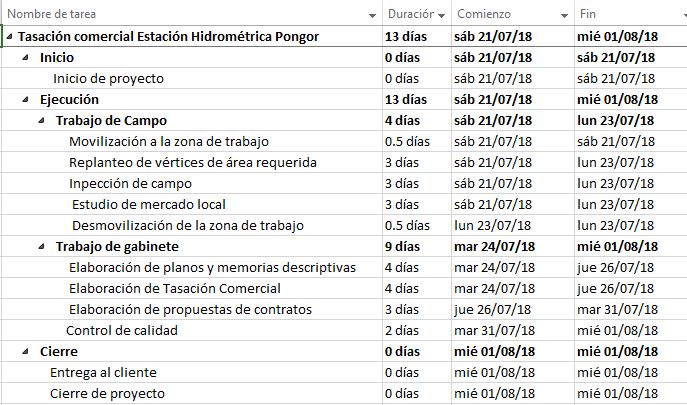 Nombre de tarea Duración Comienzo Fin
Tasación comercial Estación Hidrométrica Pongor 13 días sáb 21/07/18 mié 01/08/18
Inicio 0 días sáb 21/07/18 sáb 21/07/18
Inicio de proyecto 0 días sáb 21/07/18 sáb 21/07/18
Ejecución 13 días sáb 21/07/18 mié 01/08/18
Trabajo de Campo 4 días sáb 21/07/18 lun 23/07/18
Movilización a la zona de trabajo 0.5 días sáb 21/07/18 sáb 21/07/18
Replanteo de vértices de área requerida 3 días sáb 21/07/18 lun 23/07/18
Inpección de campo 3 días sáb 21/07/18 lun 23/07/18
Estudio de mercado local 3 días sáb 21/07/18 lun 23/07/18
Desmovilización de la zona de trabajo 0.5 días lun 23/07/18 lun 23/07/18
Trabajo de gabinete 9 días mar 24/07/18 mié 01/08/18
Elaboración de planos y memorias descriptivas 4 días mar 24/07/18 jue 26/07/18
Elaboración de Tasación Comercial 4 días mar 24/07/18 jue 26/07/18
Elaboración de propuestas de contratos 3 días jue 26/07/18 mar 31/07/18
Control de calidad 2 días mar 31/07/18 mié 01/08/18
Cierre 0 días mié 01/08/18 mié 01/08/18
Entrega al cliente 0 días mié 01/08/18 mié 01/08/18
Cierre de proyecto 0 días mié 01/08/18 mié 01/08/18